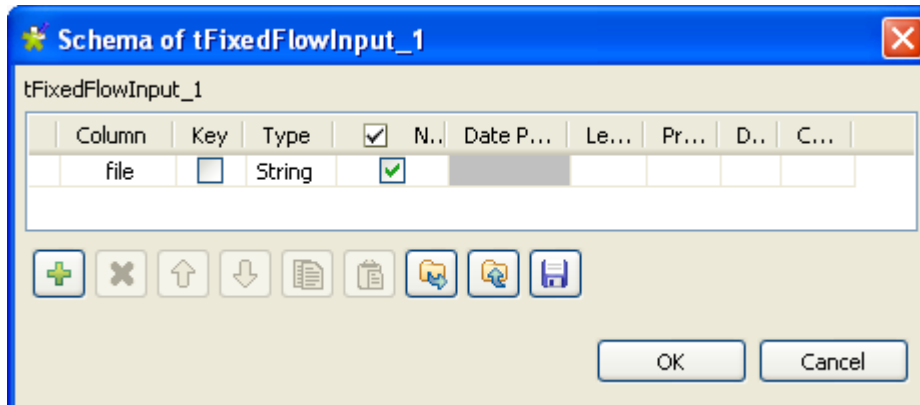 Schema of tFixedFlowInput_1
tFixedFlowInput_1
Column Key Type N.. Date P... Le... Pr... D.. C...
file String
OK Cancel